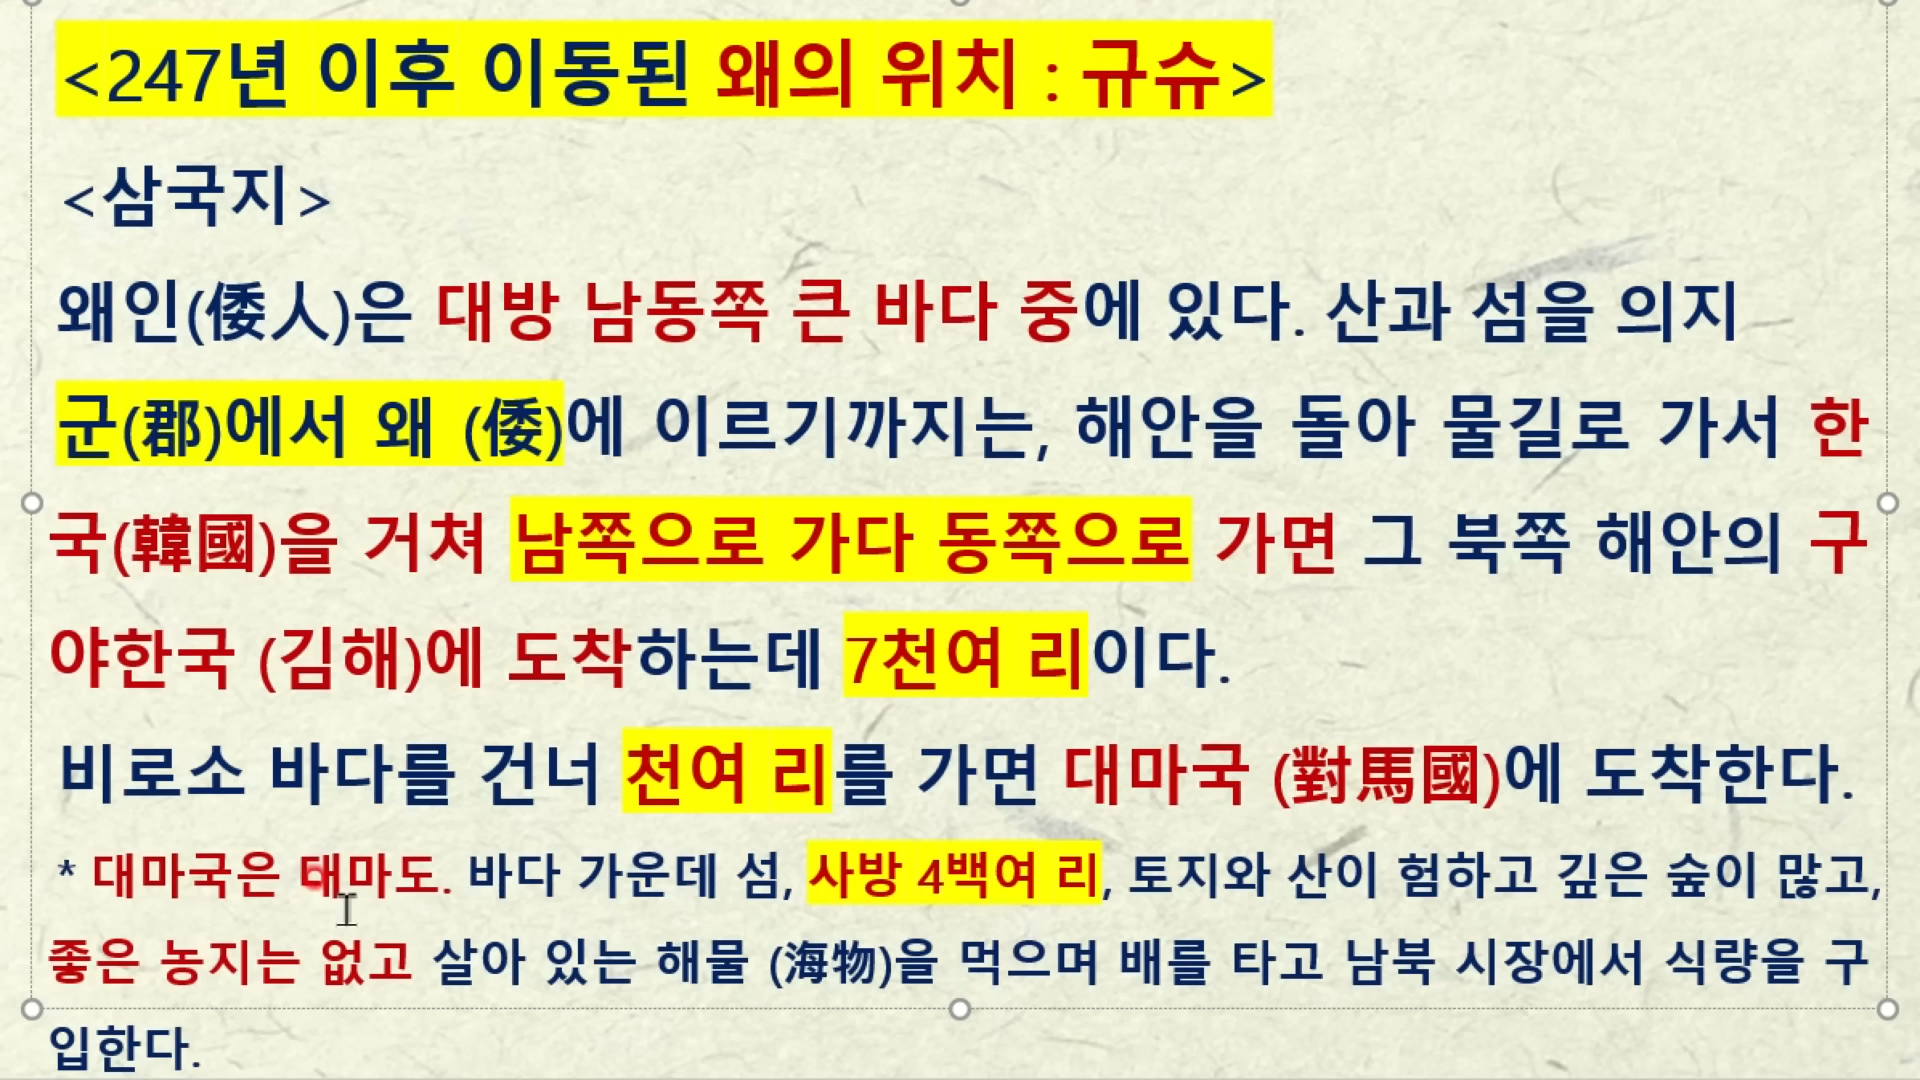 <247년 이후 이동된 왜의 위치 : 규슈>
<삼국지>
왜인(倭人)은 대방 남동쪽 큰 바다 중에 있다. 산과 섬을 의지
군(郡)에서 왜 (倭)에 이르기까지는, 해안을 돌아 물길로 가서 한
국(韓國)을 거쳐 남쪽으로 가다 동쪽으로 가면 그 북쪽 해안의 구
야한국 (김해)에 도착하는데 7천여 리이다.
비로소 바다를 건너 천여 리를 가면 대마국 (對馬國)에 도착한다.
* 대마국은 대마도. 바다 가운데 섬, 사방 4백여 리, 토지와 산이 험하고 깊은 숲이 많고,
좋은 농지는 없고 살아 있는 해물 (海物)을 먹으며 배를 타고 남북 시장에서 식량을 구
입한다.